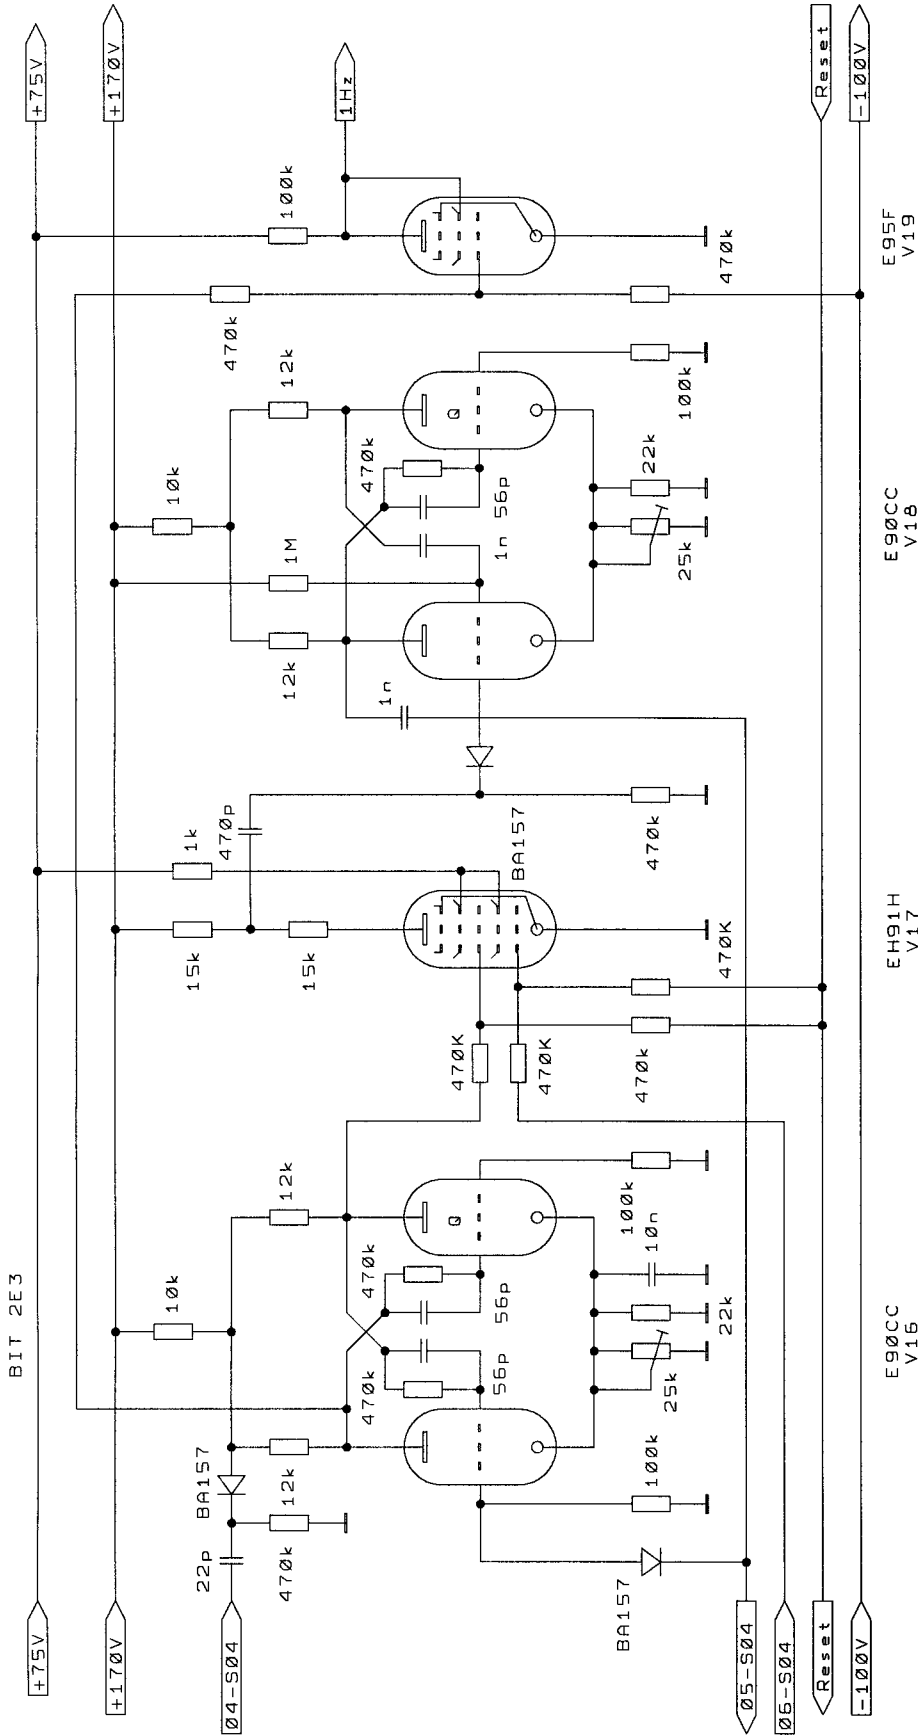 BIT 2E3
+75V
+75V
+170V
+170V
1Hz
04-S04
05-S04
06-S04
Reset
Reset
-100V
-100V
22p
BA157
470k
12k
10k
12k
470k
470k
56p
56p
BA157
100k
25k
22k
10n
100k
E90CC
V16
15k
15k
1k
470p
470K
470K
470k
470K
BA157
470k
EH91H
V17
1n
12k
1M
10k
12k
470k
1n
56p
25k
22k
100k
E90CC
V18
470k
100k
470k
E95F
V19
Q
Q